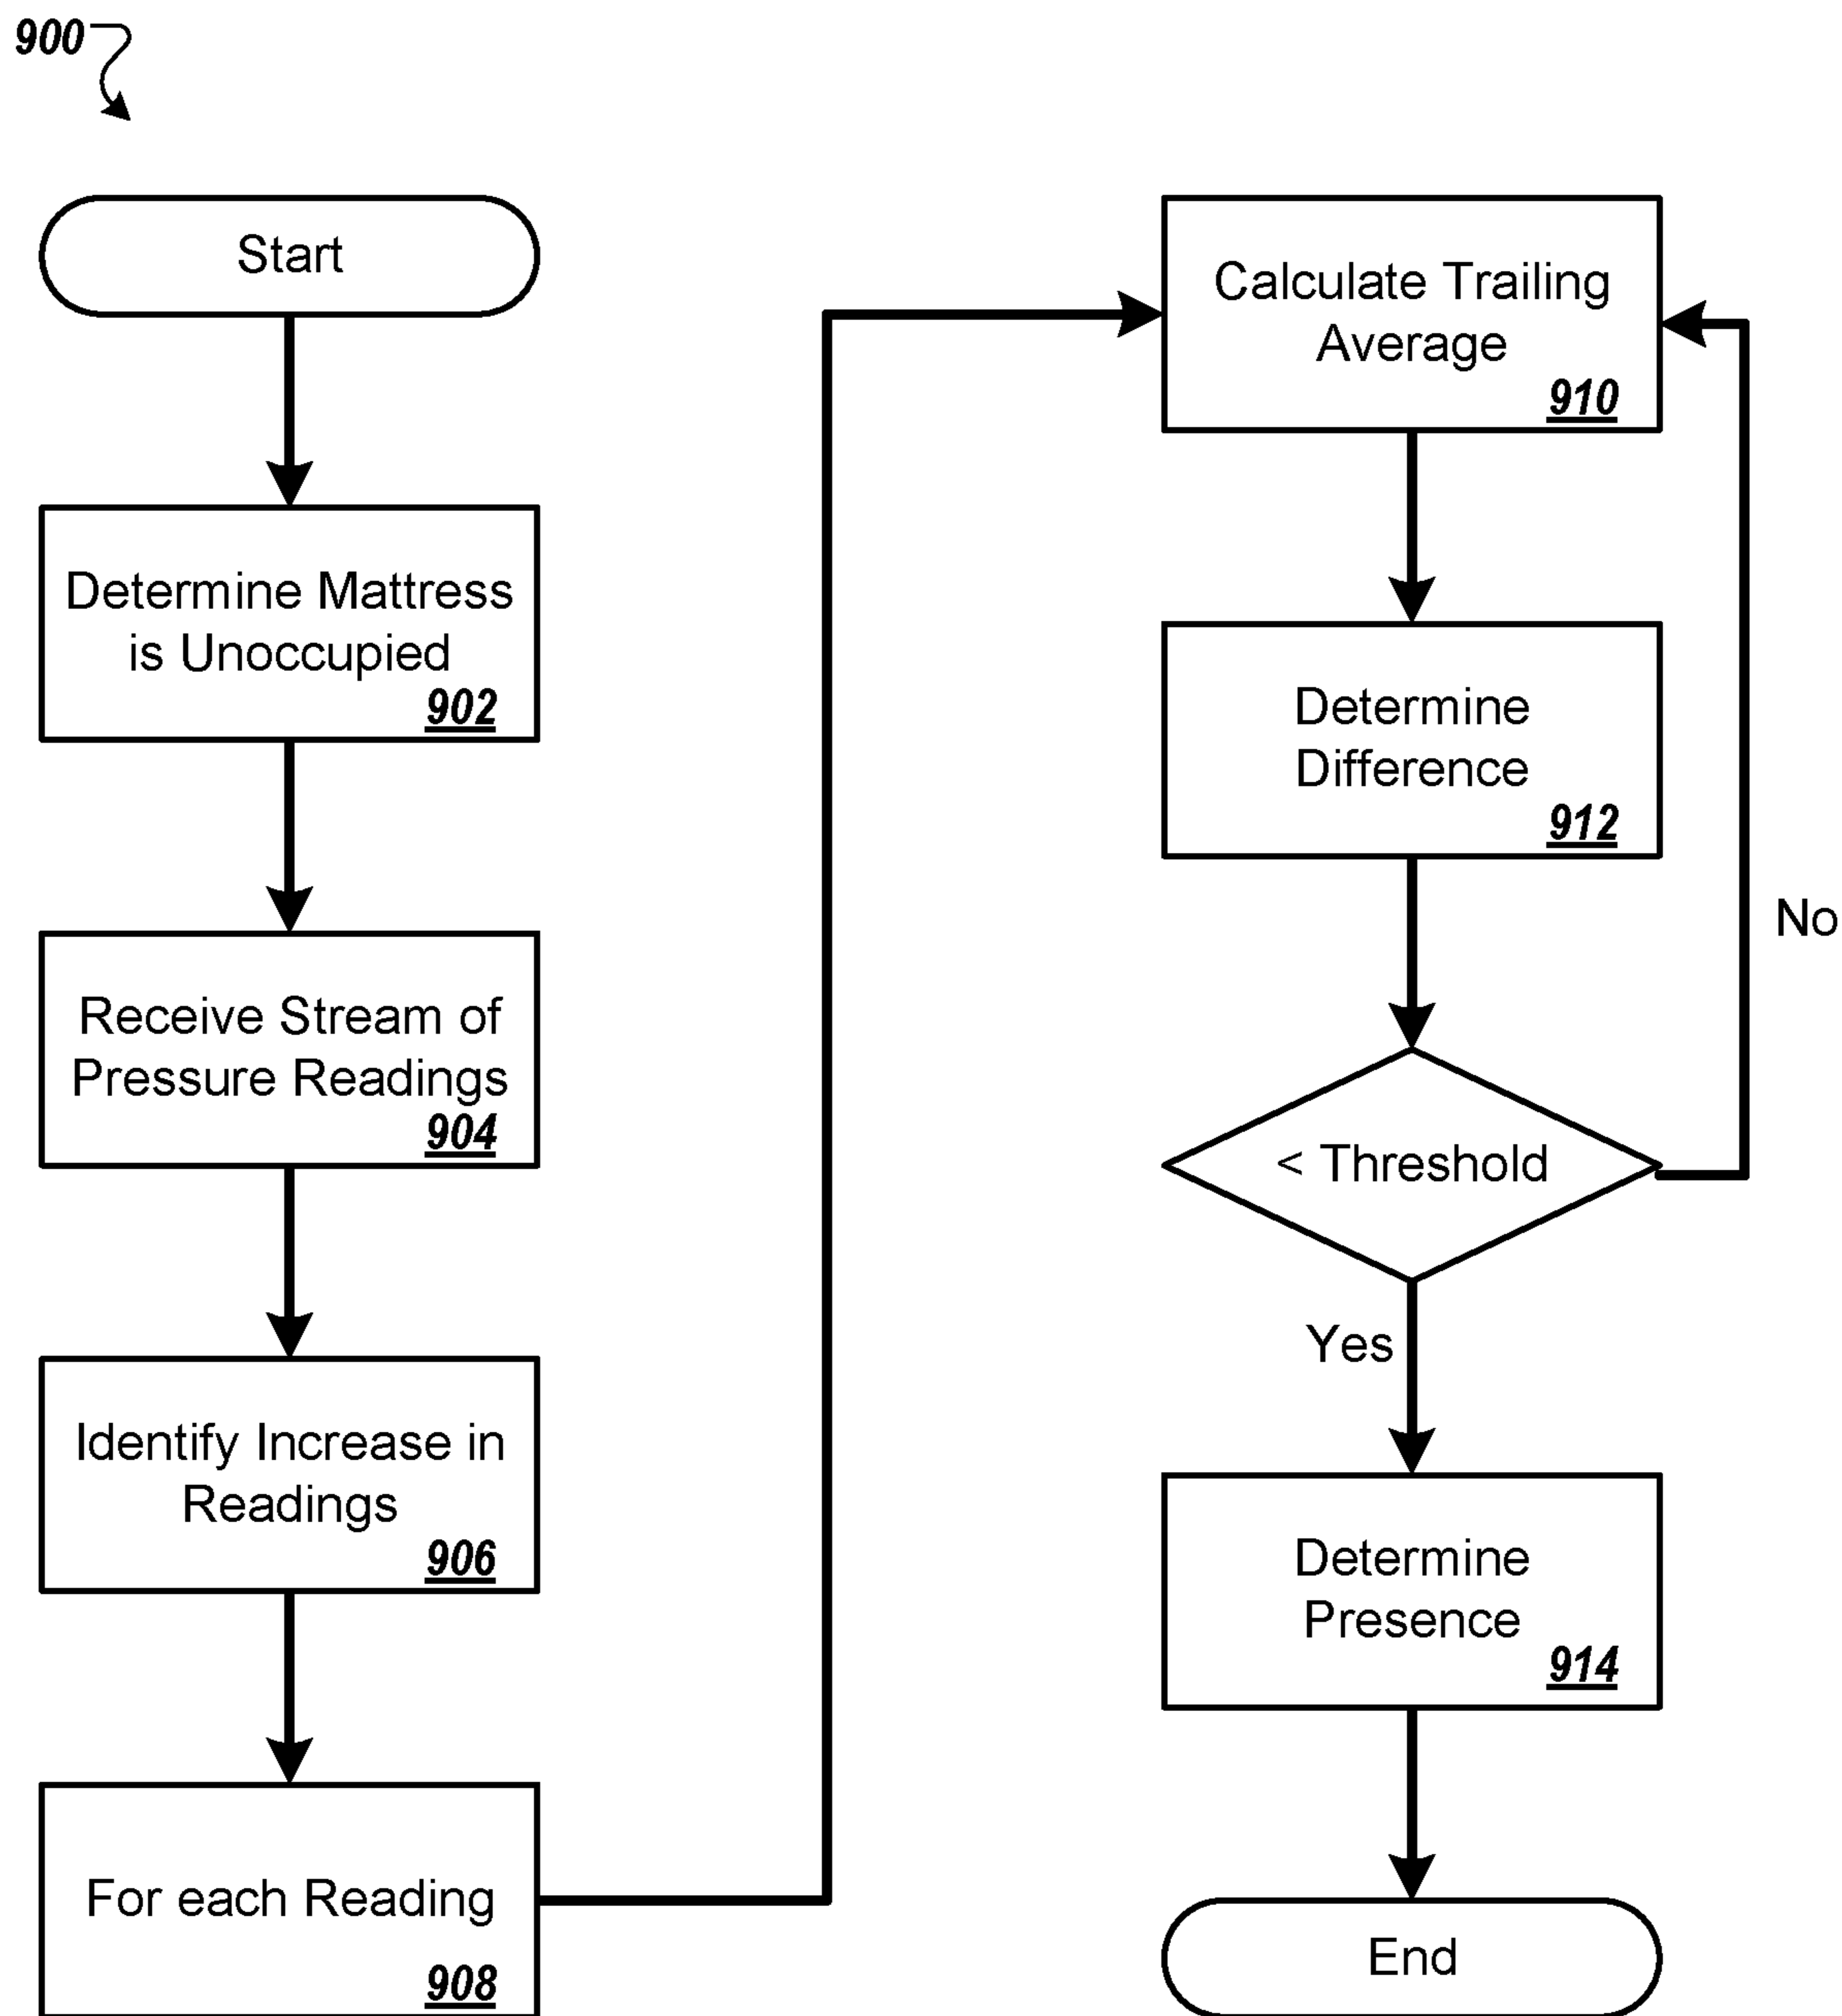 900
Start
Determine Mattress
is Unoccupied
902
Receive Stream of
Pressure Readings
904
Identify Increase in
Readings
906
For each Reading
908
Calculate Trailing
Average
910
Determine
Difference
912
< Threshold
No
Yes
Determine
Presence
914
End